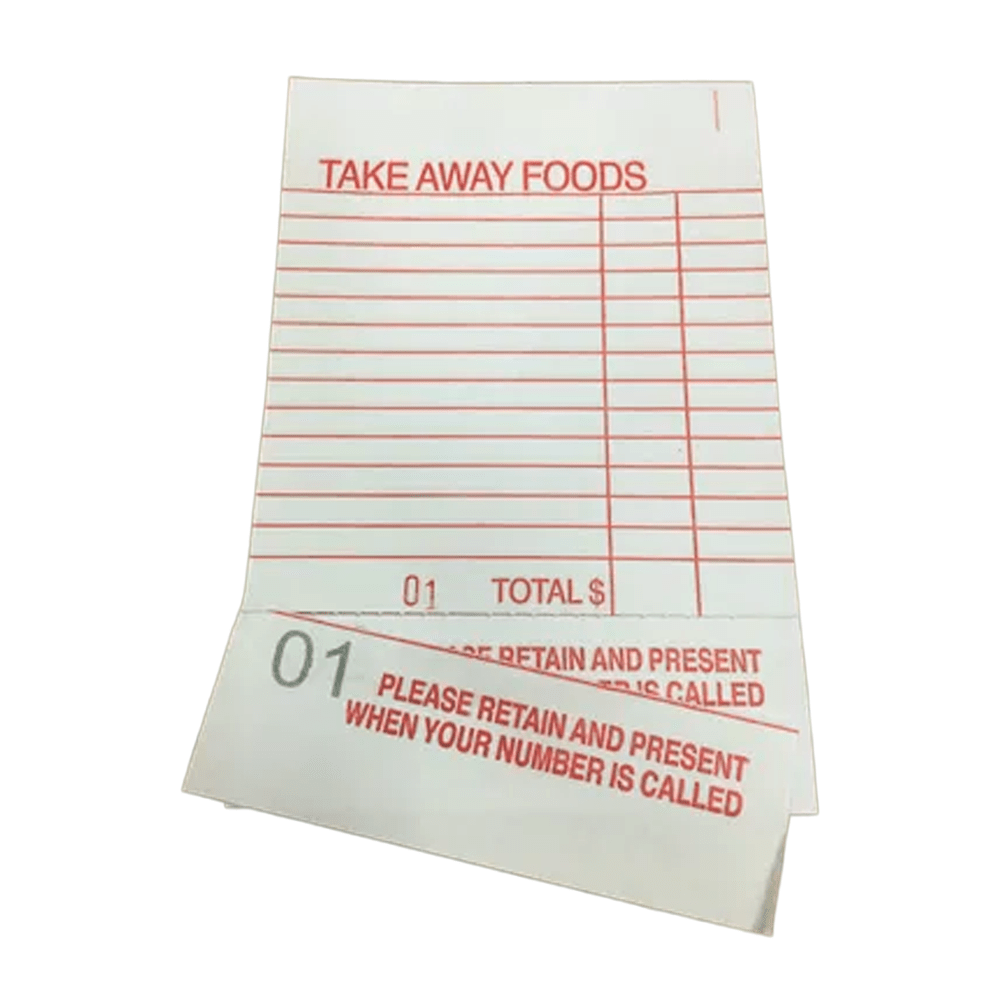 TAKE AWAY FOODS
01 TOTAL $
RETAIN AND PRESENT
IS CALLED
01
PLEASE RETAIN AND PRESENT
WHEN YOUR NUMBER IS CALLED